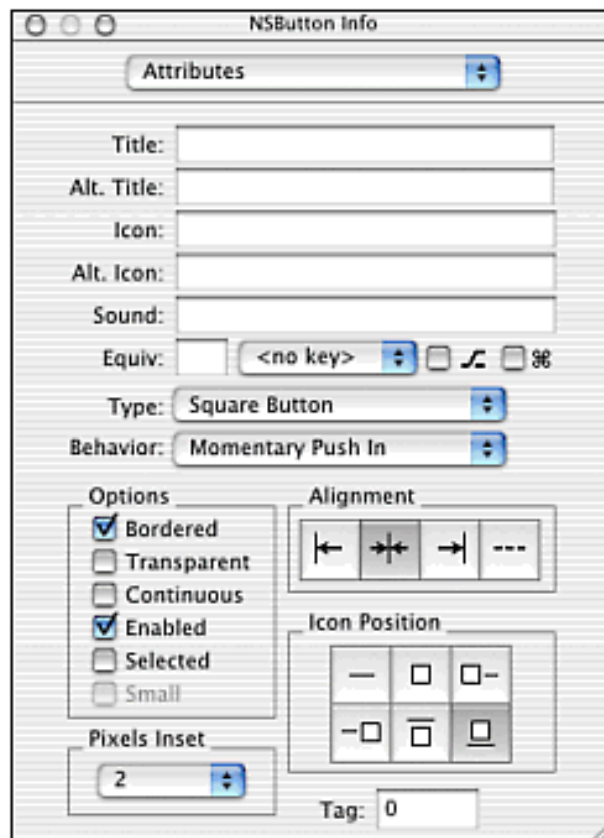 NSButton Info
Attributes
Title:
Alt. Title:
Icon:
Alt. Icon:
Sound:
Equiv: <no key> ⌥ ⌘
Type: Square Button
Behavior: Momentary Push In
Options
Bordered
Transparent
Continuous
Enabled
Selected
Small
Pixels Inset
2
Alignment
Icon Position
Tag: 0